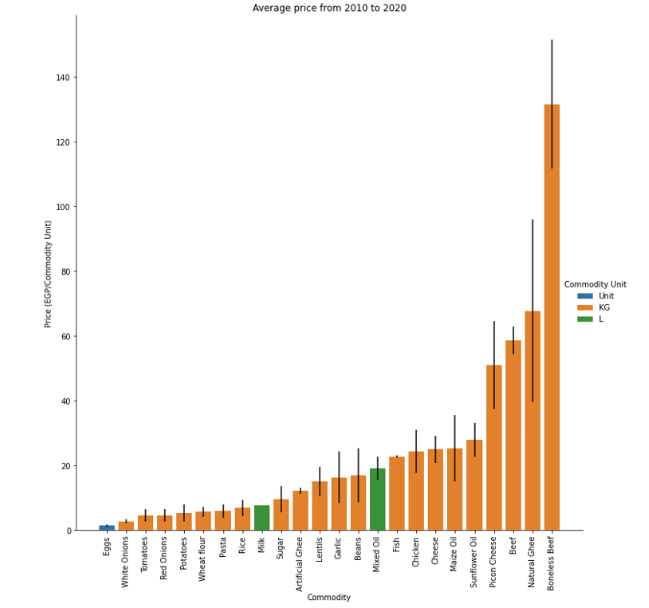 Average price from 2010 to 2020
Price (EGP/Commodity Unit)
140
120
100
80
60
40
20
0
Eggs
White Onions
Tomatoes
Red Onions
Potatoes
Wheat flour
Pasta
Rice
Milk
Sugar
Artificial Ghee
Lentils
Garlic
Beans
Mixed Oil
Fish
Chicken
Cheese
Maize Oil
Sunflower Oil
Picon Cheese
Beef
Natural Ghee
Boneless Beef
Commodity
Commodity Unit
Unit
KG
L